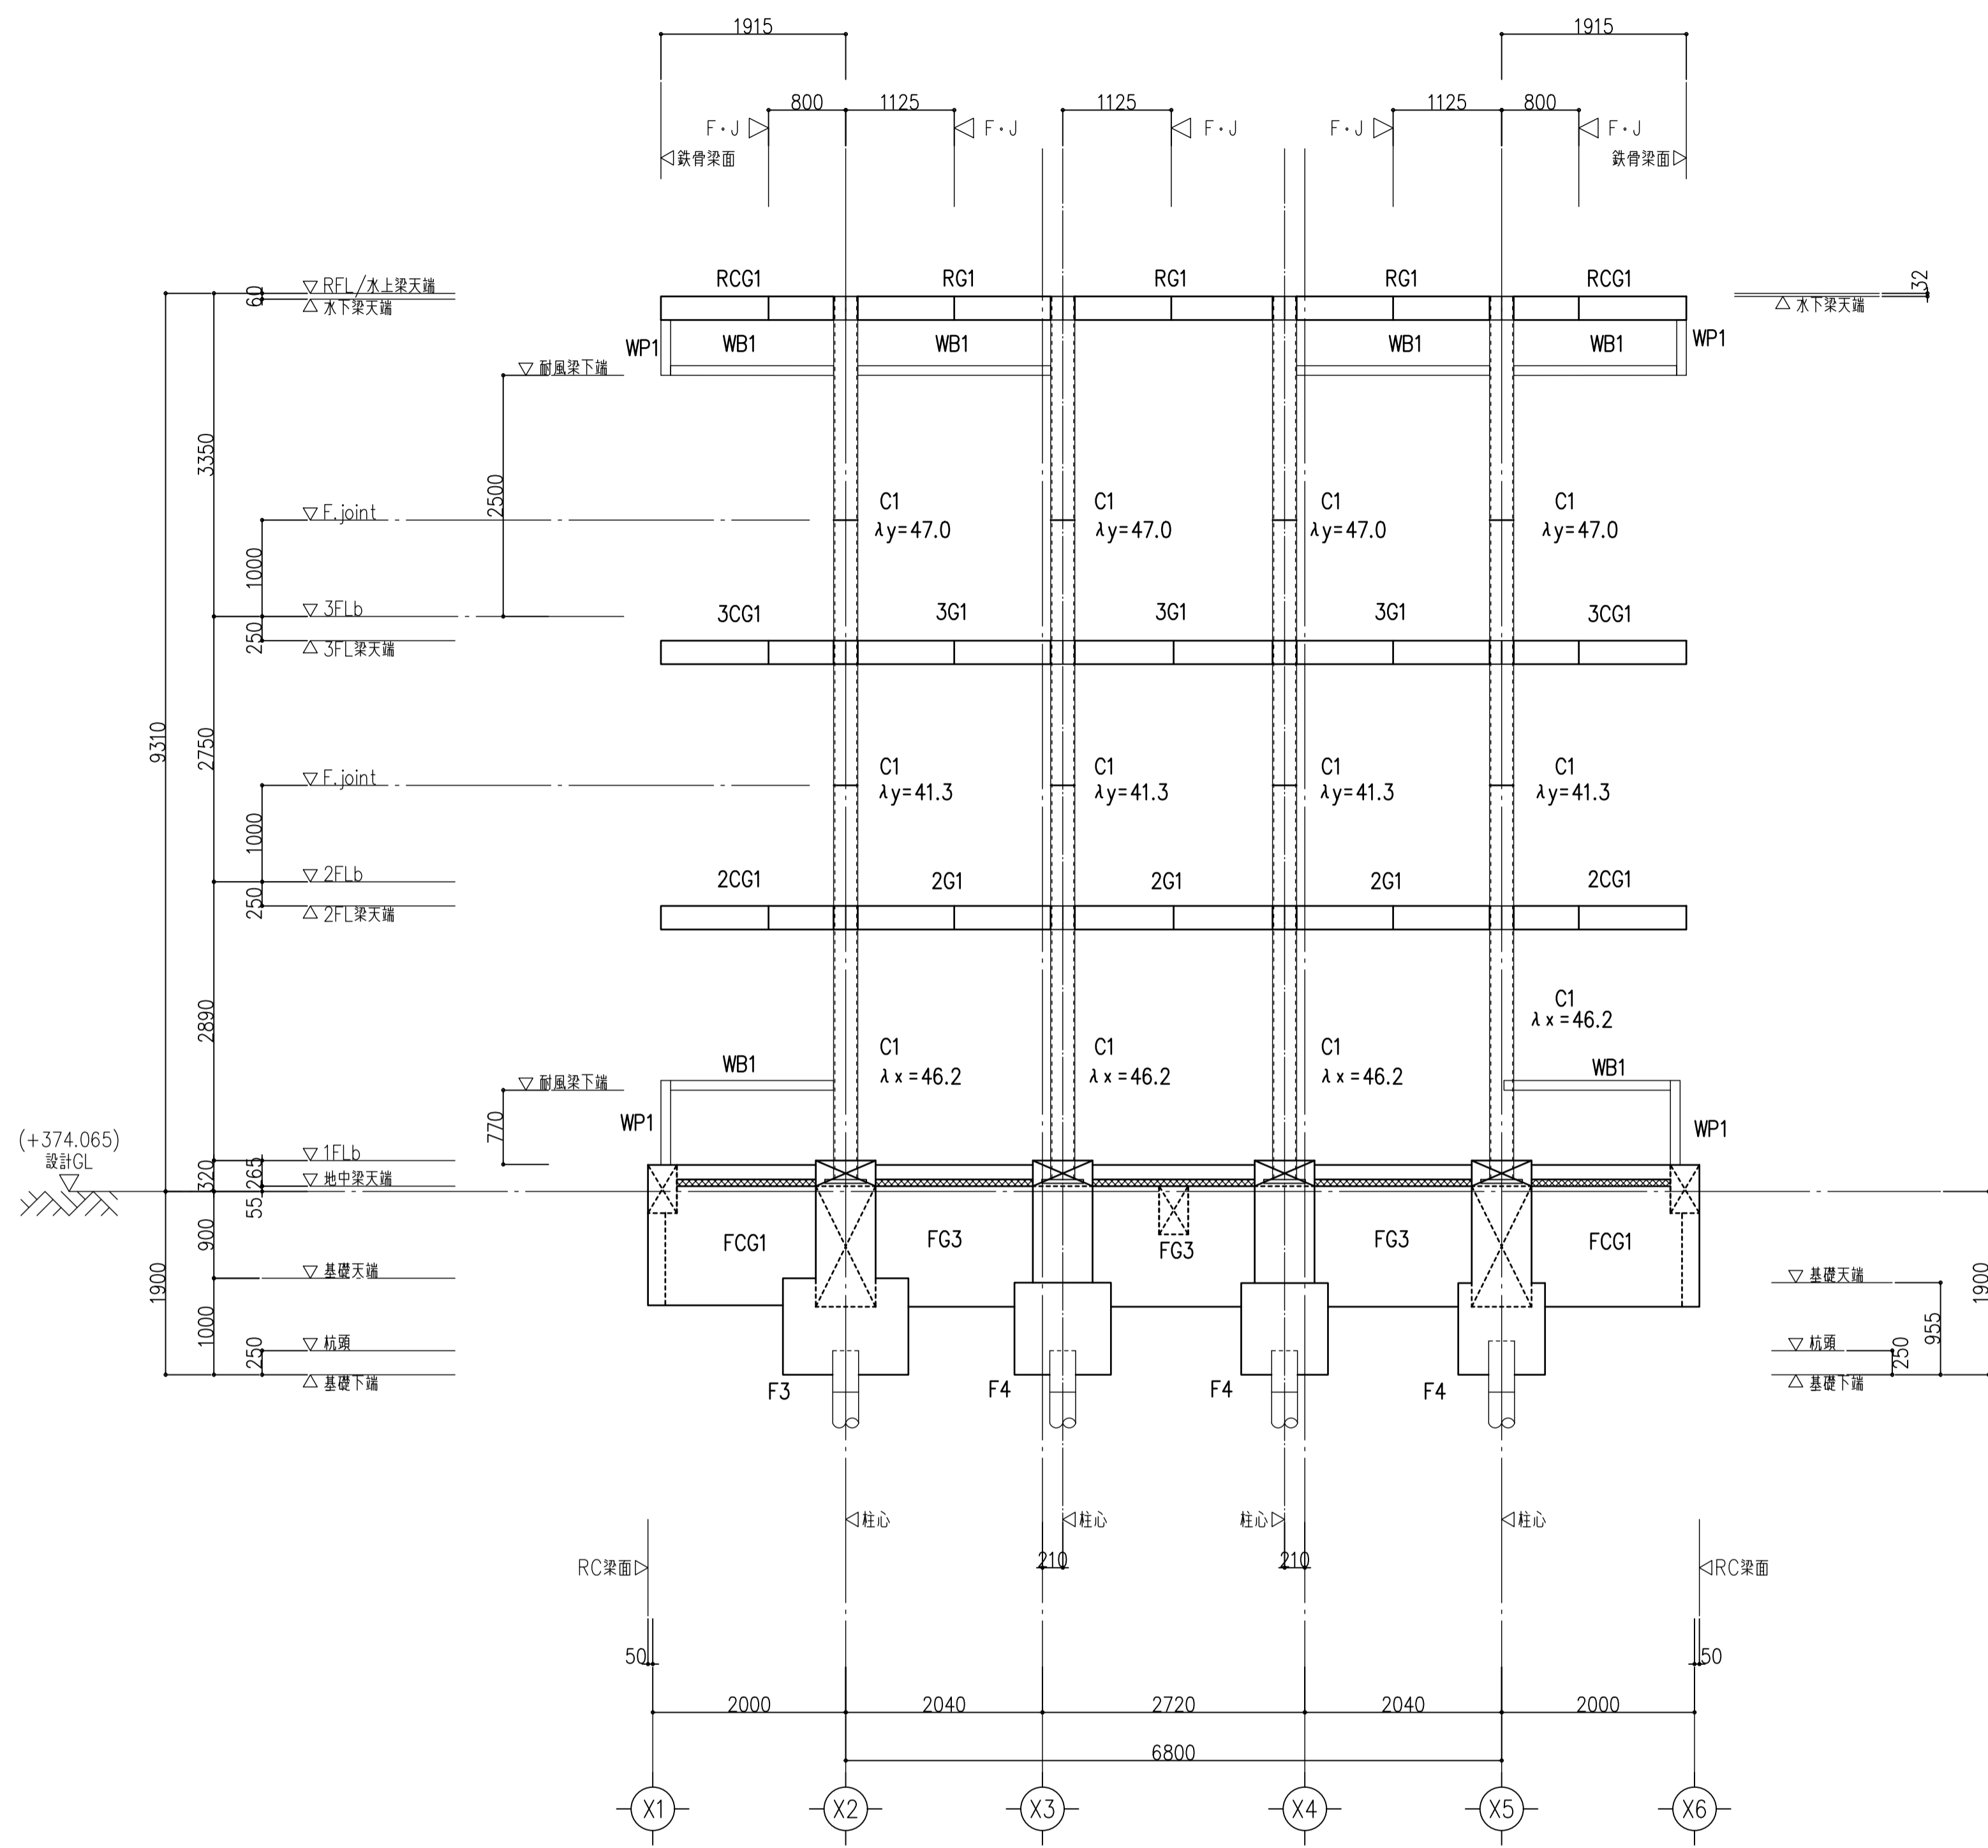 1915 1915
800 1125 1125 1125 800
F・J F・J F・J F・J F・J
鉄骨梁面 鉄骨梁面
RCG1 RG1 RG1 RG1 RCG1
60 RFL/水上梁天端 32
水下梁天端 水下梁天端
WP1 WB1 WB1 WB1 WB1 WP1
耐風梁下端
3350
2500
C1 C1 C1 C1
F.joint
λy=47.0 λy=47.0 λy=47.0 λy=47.0
1000
3FLb
3CG1 3G1 3G1 3G1 3CG1
250
3FL梁天端
9310 2750
C1 C1 C1 C1
F.joint
λy=41.3 λy=41.3 λy=41.3 λy=41.3
1000
2FLb
2CG1 2G1 2G1 2G1 2CG1
250
2FL梁天端
2890
C1
λx=46.2
C1 C1 C1
WB1 WB1
λx=46.2 λx=46.2 λx=46.2
耐風梁下端
770
WP1 WP1
(+374.065)
設計GL
1FLb
320 265
地中梁天端
55
900
FCG1 FG3 FG3 FG3 FCG1
1900
基礎天端 基礎天端
1900
1000
955
250 杭頭 杭頭 250
基礎下端 基礎下端
F3 F4 F4 F4
柱心 柱心 柱心 柱心
210 210
RC梁面 RC梁面
50 50
2000 2040 2720 2040 2000
6800
X1 X2 X3 X4 X5 X6